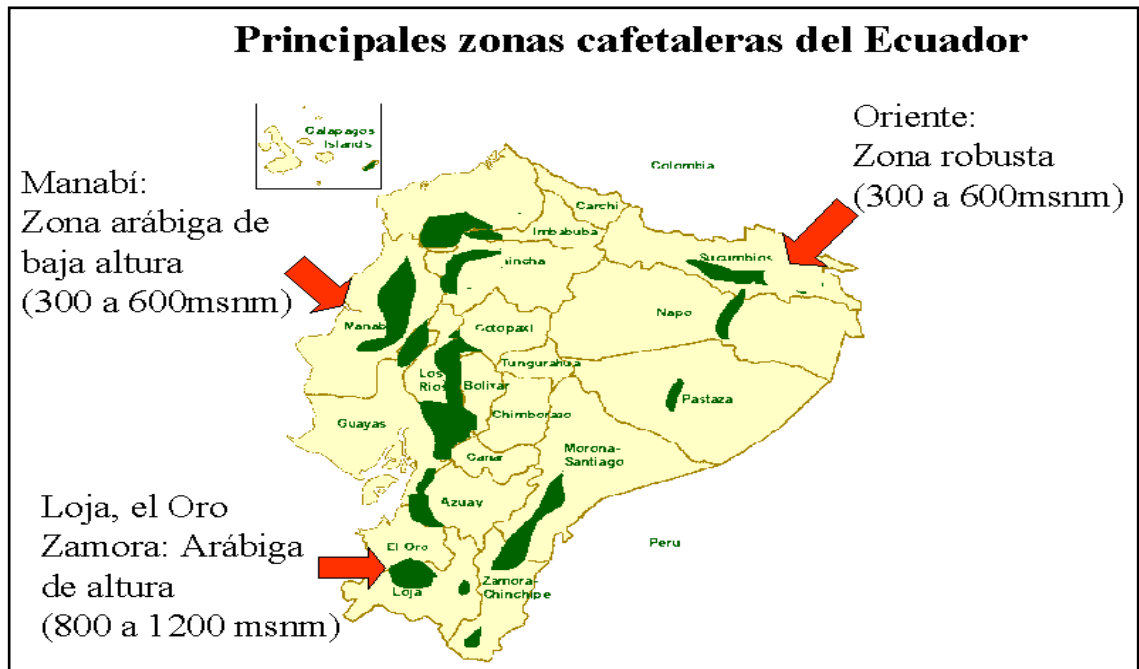 Principales zonas cafetaleras del Ecuador
Galapagos
Islands
Colombia
Oriente:
Zona robusta
(300 a 600msnm)
Manabí:
Zona arábiga de
baja altura
(300 a 600msnm)
Carchi
Imbabuba
incha
Sucumbios
Manab
Cotopaxi
Napo
Tungurahua
Los
Rios
Bolivar
Pastaza
Guayas
Chimborazo
Morona-
Santiago
Canar
Azuay
Loja, el Oro
Zamora: Arábiga
de altura
(800 a 1200 msnm)
El Oro
Peru
Loja
Zamora-
Chinchipe